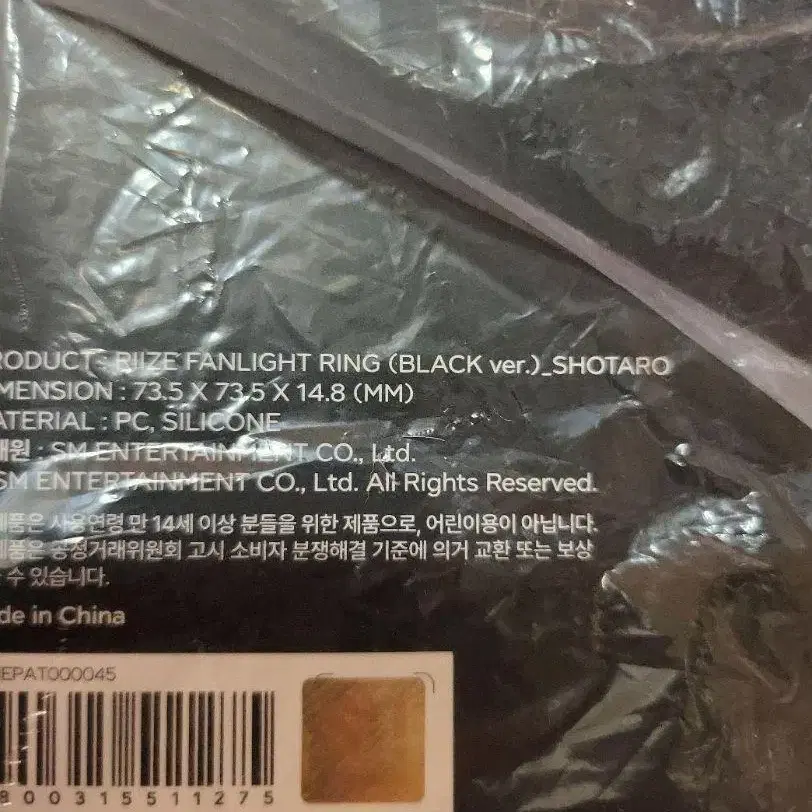 RODUCT : RIIZE FANLIGHT RING (BLACK ver.)_SHOTARO
IMENSION : 73.5 X 73.5 X 14.8 (MM)
ATERIAL : PC, SILICONE
매원 : SM ENTERTAINMENT CO., Ltd.
SM ENTERTAINMENT CO., Ltd. All Rights Reserved.
제품은 사용연령 만 14세 이상 분들을 위한 제품으로, 어린이용이 아닙니다.
제품은 공정거래위원회 고시 소비자 분쟁해결 기준에 의거 교환 또는 보상
수 있습니다.
de in China
EPAT000045
800315511275